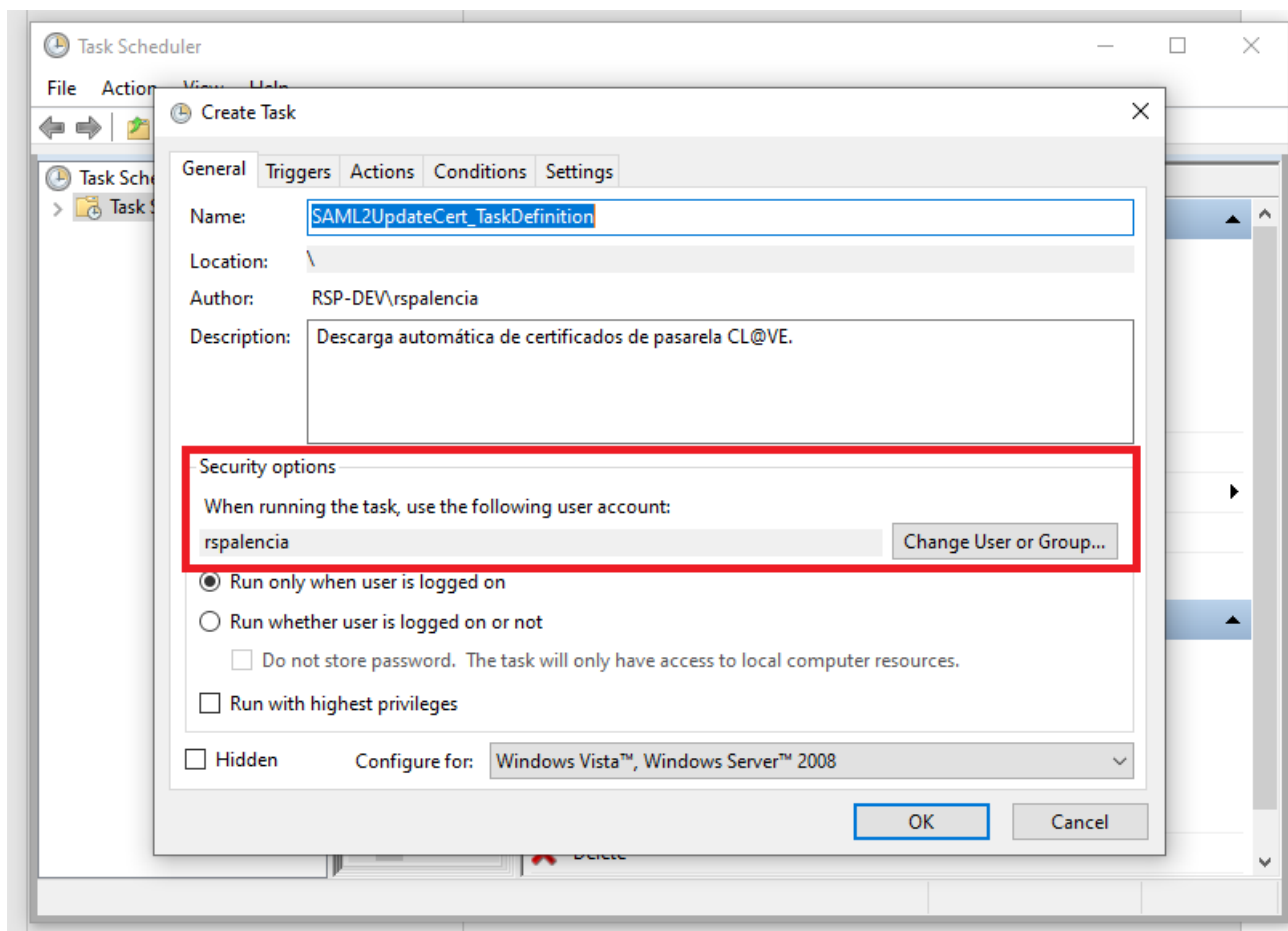 Task Scheduler
File Action View Help
Create Task
Task Sche
Task S
General Triggers Actions Conditions Settings
Name: SAML2UpdateCert_TaskDefinition
Location: \
Author: RSP-DEV\rspalencia
Description: Descarga automática de certificados de pasarela CL@VE.
Security options
When running the task, use the following user account:
rspalencia Change User or Group...
Run only when user is logged on
Run whether user is logged on or not
Do not store password. The task will only have access to local computer resources.
Run with highest privileges
Hidden Configure for: Windows Vista™, Windows Server™ 2008
OK Cancel
Delete